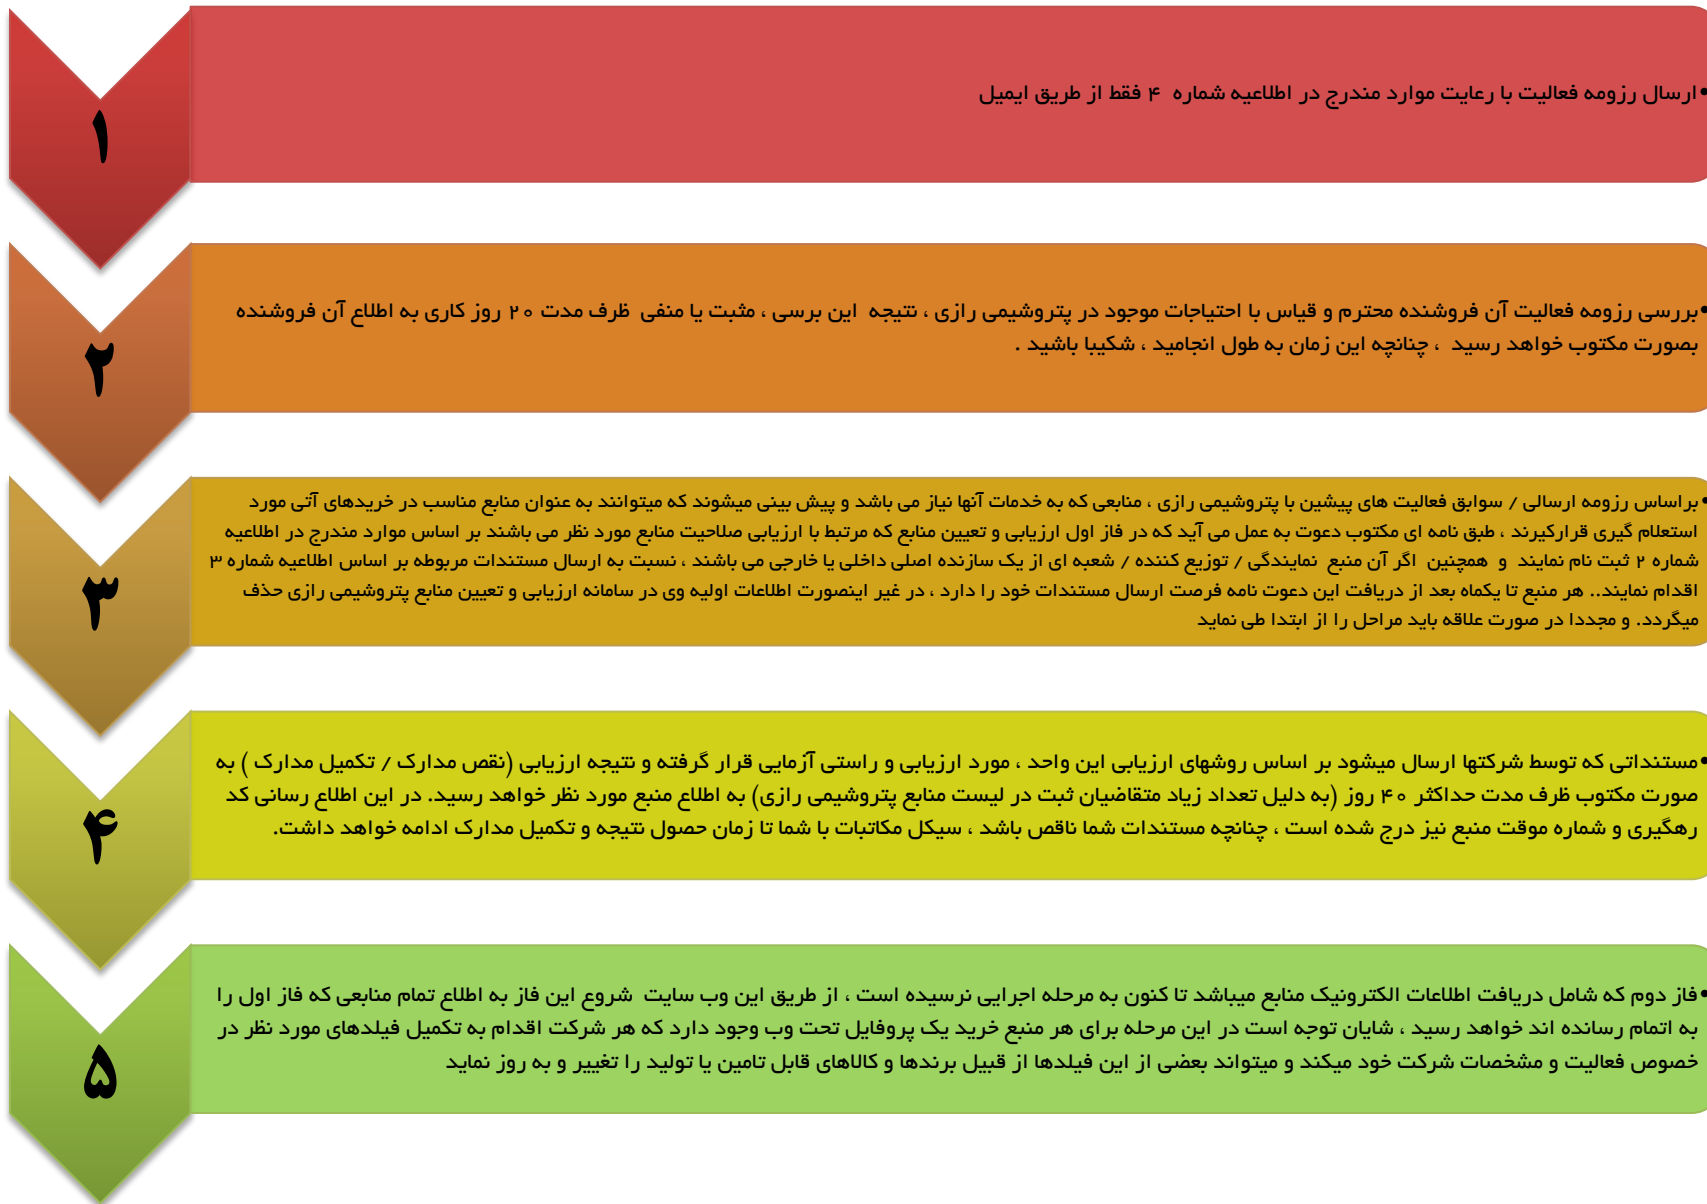 ۱
•ارسال رزومه فعالیت با رعایت موارد مندرج در اطلاعیه شماره ۴ فقط از طریق ایمیل
۲
•بررسی رزومه فعالیت آن فروشنده محترم و قیاس با احتیاجات موجود در پتروشیمی رازی ، نتیجه این برسی ، مثبت یا منفی ظرف مدت ۲۰ روز کاری به اطلاع آن فروشنده
بصورت مکتوب خواهد رسید ، چنانچه این زمان به طول انجامید ، شکیبا باشید .
۳
•براساس رزومه ارسالی / سوابق فعالیت های پیشین با پتروشیمی رازی ، منابعی که به خدمات آنها نیاز می باشد و پیش بینی میشوند که میتوانند به عنوان منابع مناسب در خریدهای آتی مورد
استعلام گیری قرارگیرند ، طبق نامه ای مکتوب دعوت به عمل می آید که در فاز اول ارزیابی و تعیین منابع که مرتبط با ارزیابی صلاحیت منابع مورد نظر می باشند بر اساس موارد مندرج در اطلاعیه
شماره ۲ ثبت نام نمایند و همچنین اگر آن منبع نمایندگی / توزیع کننده / شعبه ای از یک سازنده اصلی داخلی یا خارجی می باشند ، نسبت به ارسال مستندات مربوطه بر اساس اطلاعیه شماره ۳
اقدام نمایند.. هر منبع تا یکماه بعد از دریافت این دعوت نامه فرصت ارسال مستندات خود را دارد ، در غیر اینصورت اطلاعات اولیه وی در سامانه ارزیابی و تعیین منابع پتروشیمی رازی حذف
میگردد. و مجددا در صورت علاقه باید مراحل را از ابتدا طی نماید
۴
•مستنداتی که توسط شرکتها ارسال میشود بر اساس روشهای ارزیابی این واحد ، مورد ارزیابی و راستی آزمایی قرار گرفته و نتیجه ارزیابی (نقص مدارک / تکمیل مدارک ) به
صورت مکتوب ظرف مدت حداکثر ۴۰ روز (به دلیل تعداد زیاد متقاضیان ثبت در لیست منابع پتروشیمی رازی) به اطلاع منبع مورد نظر خواهد رسید. در این اطلاع رسانی کد
رهگیری و شماره موقت منبع نیز درج شده است ، چنانچه مستندات شما ناقص باشد ، سیکل مکاتبات با شما تا زمان حصول نتیجه و تکمیل مدارک ادامه خواهد داشت.
۵
•فاز دوم که شامل دریافت اطلاعات الکترونیک منابع میباشد تا کنون به مرحله اجرایی نرسیده است ، از طریق این وب سایت شروع این فاز به اطلاع تمام منابعی که فاز اول را
به اتمام رسانده اند خواهد رسید ، شایان توجه است در این مرحله برای هر منبع خرید یک پروفایل تحت وب وجود دارد که هر شرکت اقدام به تکمیل فیلدهای مورد نظر در
خصوص فعالیت و مشخصات شرکت خود میکند و میتواند بعضی از این فیلدها از قبیل برندها و کالاهای قابل تامین یا تولید را تغییر و به روز نماید